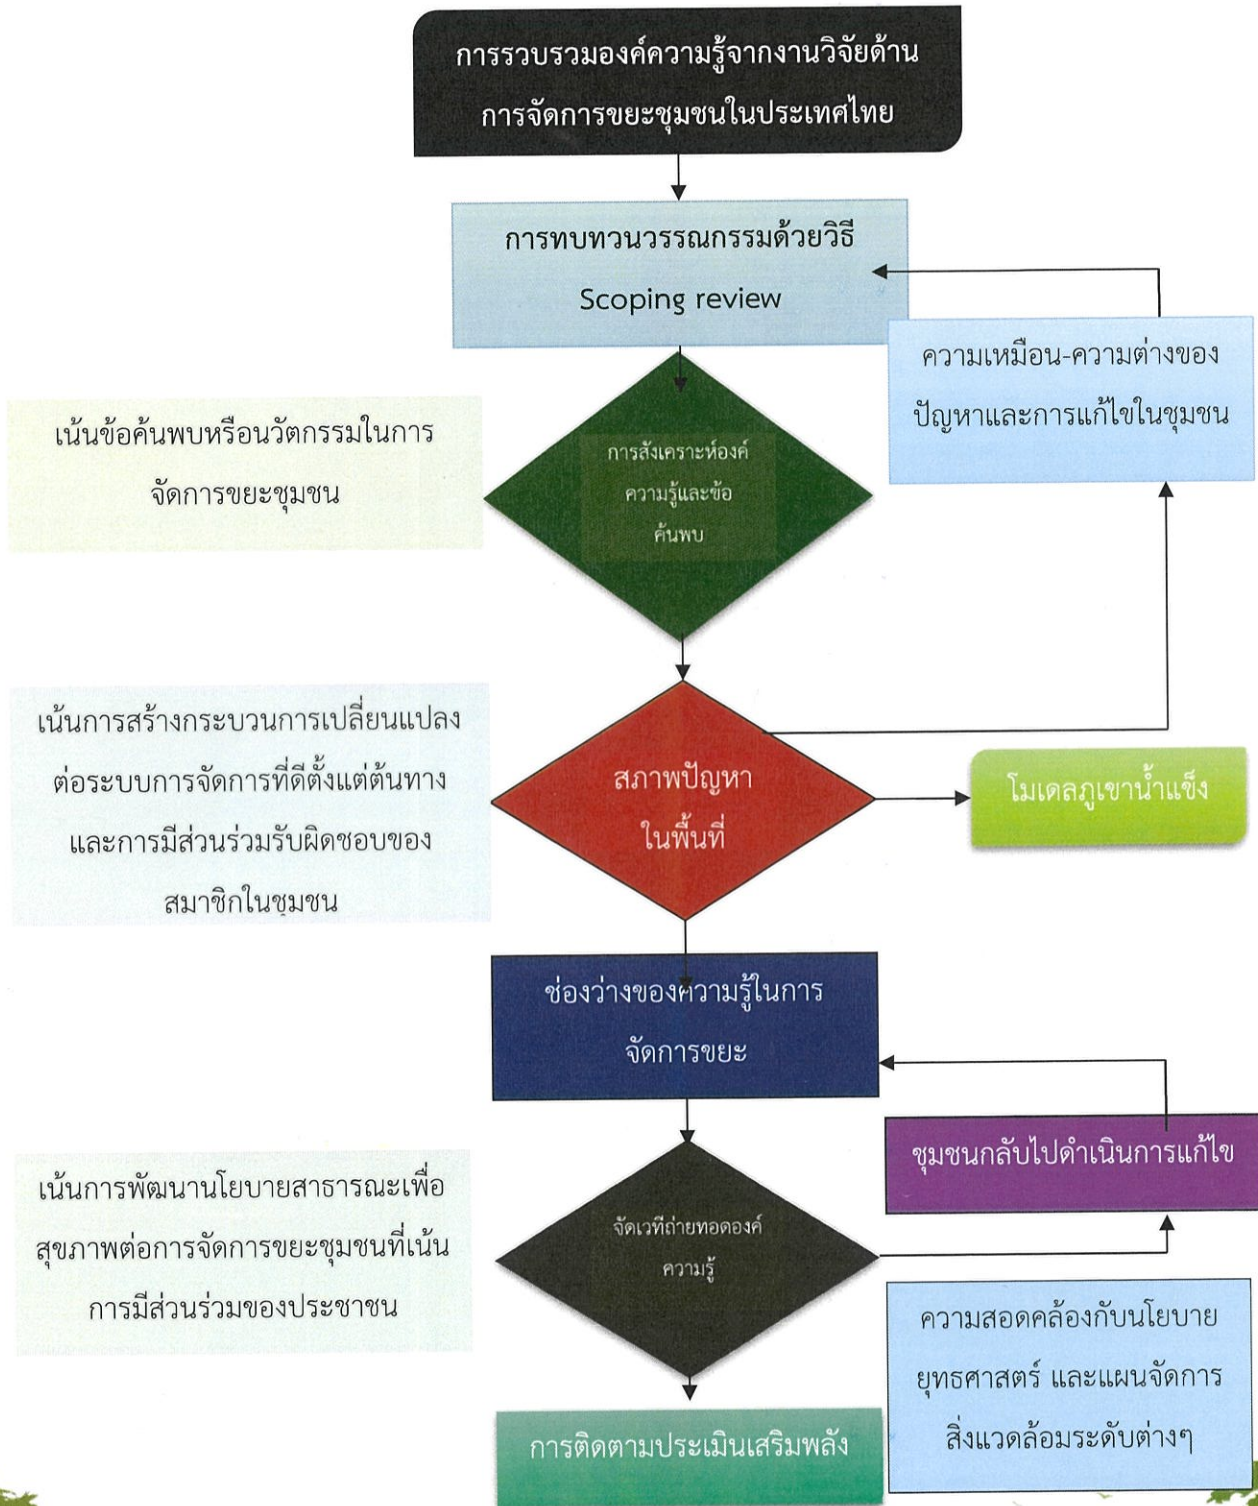 การรวบรวมองค์ความรู้จากงานวิจัยด้าน
การจัดการขยะชุมชนในประเทศไทย
การทบทวนวรรณกรรมด้วยวิธี
Scoping review
ความเหมือน-ความต่างของ
ปัญหาและการแก้ไขในชุมชน
เน้นข้อค้นพบหรือนวัตกรรมในการ
จัดการขยะชุมชน
การสังเคราะห์องค์
ความรู้และข้อ
ค้นพบ
เน้นการสร้างกระบวนการเปลี่ยนแปลง
ต่อระบบการจัดการที่ดีตั้งแต่ต้นทาง
และการมีส่วนร่วมรับผิดชอบของ
สมาชิกในชุมชน
สภาพปัญหา
ในพื้นที่
โมเดลภูเขาน้ำแข็ง
ช่องว่างของความรู้ในการ
จัดการขยะ
ชุมชนกลับไปดำเนินการแก้ไข
เน้นการพัฒนานโยบายสาธารณะเพื่อ
สุขภาพต่อการจัดการขยะชุมชนที่เน้น
การมีส่วนร่วมของประชาชน
จัดเวทีถ่ายทอดองค์
ความรู้
ความสอดคล้องกับนโยบาย
ยุทธศาสตร์ และแผนจัดการ
สิ่งแวดล้อมระดับต่างๆ
การติดตามประเมินเสริมพลัง